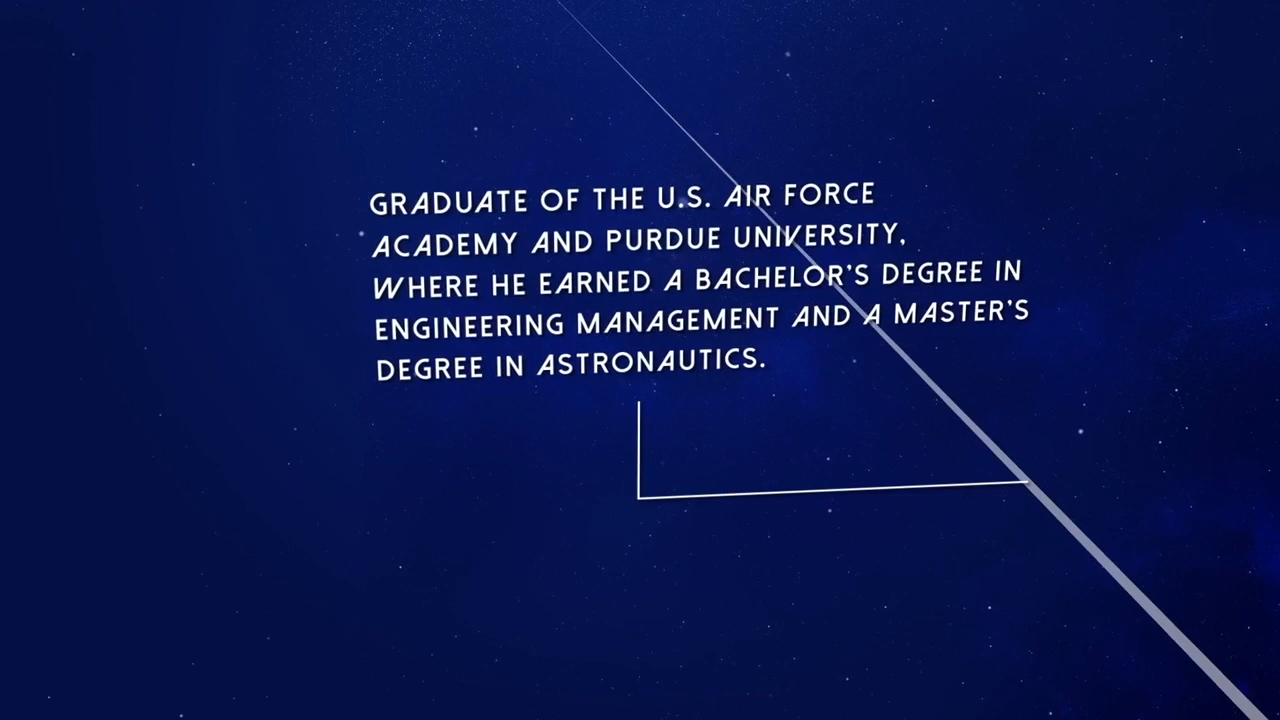 GRADUATE OF THE U.S. AIR FORCE
ACADEMY AND PURDUE UNIVERSITY,
WHERE HE EARNED A BACHELOR'S DEGREE IN
ENGINEERING MANAGEMENT AND A MASTER'S
DEGREE IN ASTRONAUTICS.